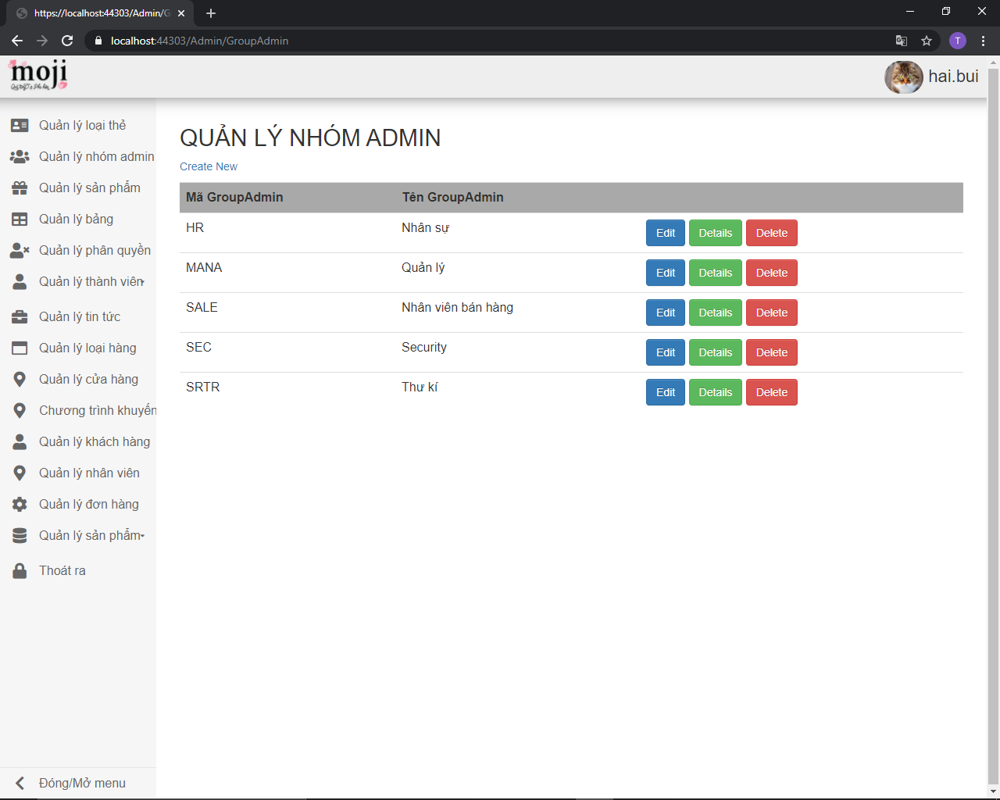 https://localhost:44303/Admin/G
localhost:44303/Admin/GroupAdmin
T
moji
hai.bui
Quản lý loại thẻ
Quản lý nhóm admin
Quản lý sản phẩm
Quản lý bảng
Quản lý phân quyền
Quản lý thành viên
Quản lý tin tức
Quản lý loại hàng
Quản lý cửa hàng
Chương trình khuyến
Quản lý khách hàng
Quản lý nhân viên
Quản lý đơn hàng
Quản lý sản phẩm
Thoát ra
Đóng/Mở menu
QUẢN LÝ NHÓM ADMIN
Create New
Mã GroupAdmin Tên GroupAdmin
HR Nhân sự Edit Details Delete
MANA Quản lý Edit Details Delete
SALE Nhân viên bán hàng Edit Details Delete
SEC Security Edit Details Delete
SRTR Thư kí Edit Details Delete